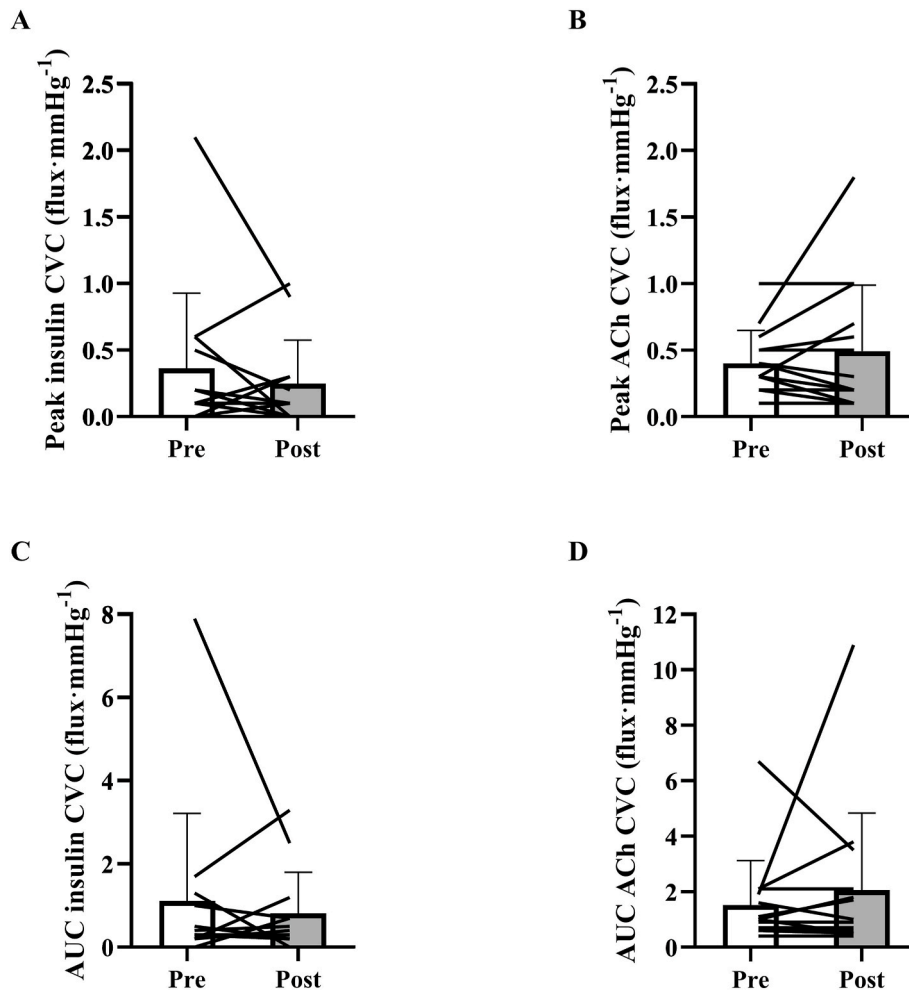 A
Peak insulin CVC (flux·mmHg⁻¹)
2.5
2.0
1.5
1.0
0.5
0.0
Pre Post
B
Peak ACh CVC (flux·mmHg⁻¹)
2.5
2.0
1.5
1.0
0.5
0.0
Pre Post
C
AUC insulin CVC (flux·mmHg⁻¹)
8
6
4
2
0
Pre Post
D
AUC ACh CVC (flux·mmHg⁻¹)
12
10
8
6
4
2
0
Pre Post